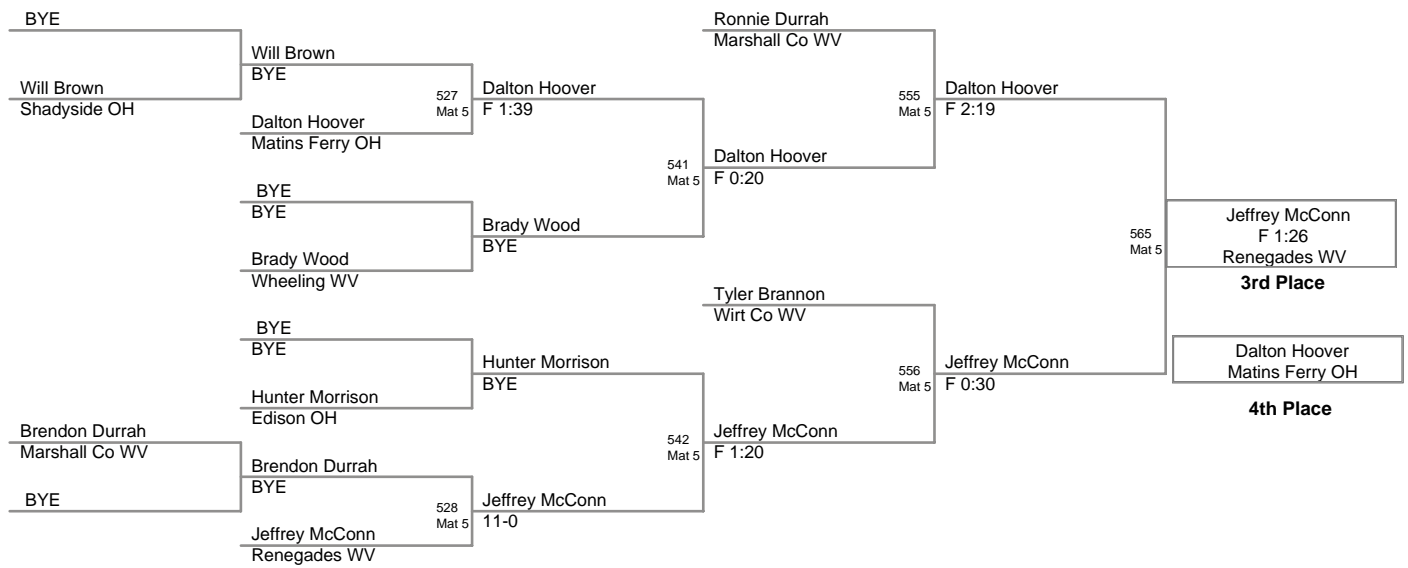 BYE
Will Brown
Shadyside OH
Will Brown
BYE
Dalton Hoover
Matins Ferry OH
527
Mat 5
Dalton Hoover
F 1:39
BYE
BYE
Brady Wood
Wheeling WV
Brady Wood
BYE
541
Mat 5
Dalton Hoover
F 0:20
Ronnie Durrah
Marshall Co WV
555
Mat 5
Dalton Hoover
F 2:19
BYE
BYE
Hunter Morrison
Edison OH
Hunter Morrison
BYE
Brendon Durrah
Marshall Co WV
BYE
Brendon Durrah
BYE
Jeffrey McConn
Renegades WV
528
Mat 5
Jeffrey McConn
11-0
542
Mat 5
Jeffrey McConn
F 1:20
Tyler Brannon
Wirt Co WV
556
Mat 5
Jeffrey McConn
F 0:30
565
Mat 5
Jeffrey McConn
F 1:26
Renegades WV
3rd Place
Dalton Hoover
Matins Ferry OH
4th Place